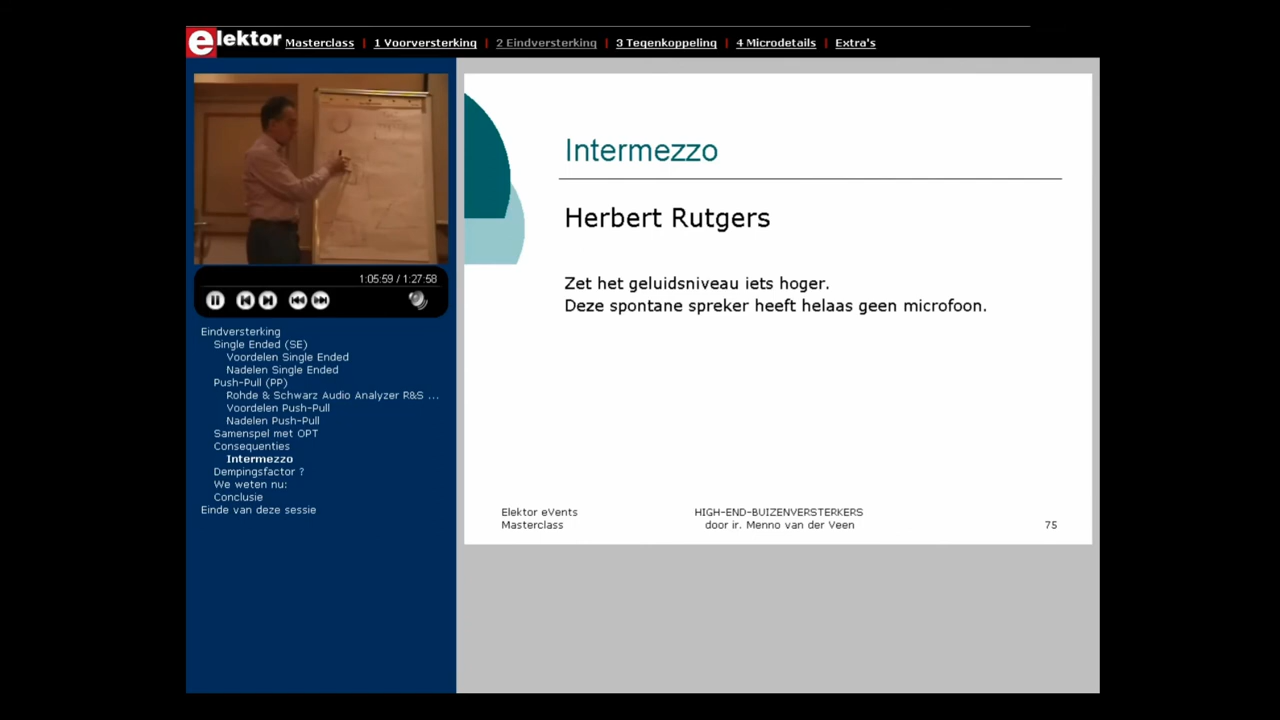 elektor Masterclass | 1 Voorversterking | 2 Eindversterking | 3 Tegenkoppeling | 4 Microdetails | Extra's
1:05:59 / 1:27:58
Eindversterking
Single Ended (SE)
Voordelen Single Ended
Nadelen Single Ended
Push-Pull (PP)
Rohde & Schwarz Audio Analyzer R&S ...
Voordelen Push-Pull
Nadelen Push-Pull
Samenspel met OPT
Consequenties
Intermezzo
Dempingsfactor ?
We weten nu:
Conclusie
Einde van deze sessie
Intermezzo
Herbert Rutgers
Zet het geluidsniveau iets hoger.
Deze spontane spreker heeft helaas geen microfoon.
Elektor eVents
Masterclass
HIGH-END-BUIZENVERSTERKERS
door ir. Menno van der Veen
75